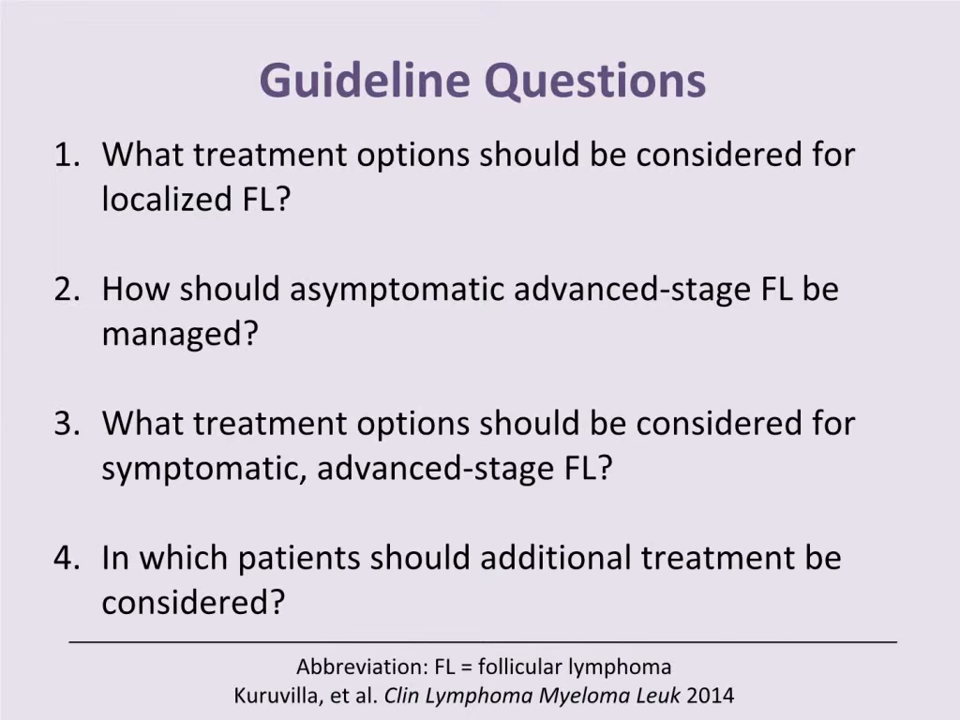 Guideline Questions
1. What treatment options should be considered for
localized FL?
2. How should asymptomatic advanced-stage FL be
managed?
3. What treatment options should be considered for
symptomatic, advanced-stage FL?
4. In which patients should additional treatment be
considered?
Abbreviation: FL = follicular lymphoma
Kuruvilla, et al. Clin Lymphoma Myeloma Leuk 2014